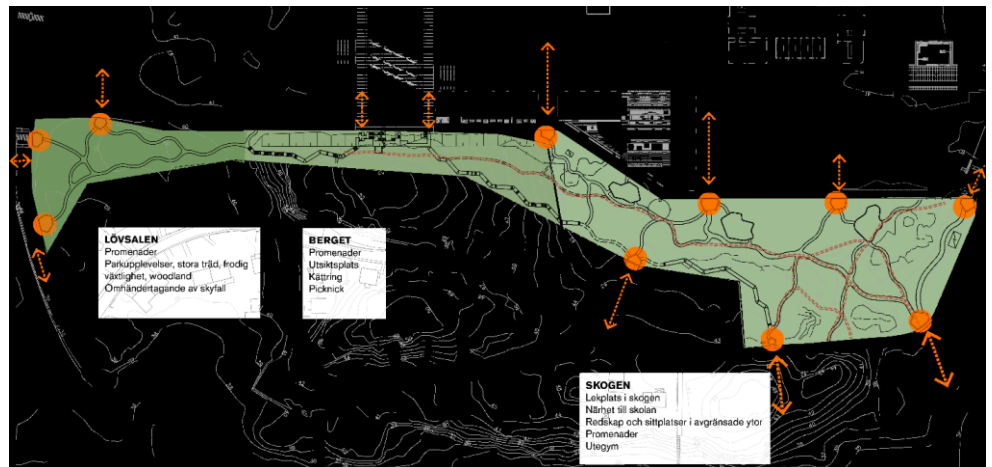 LÖVSALEN
Promenader
Parkupplevelser, stora träd, frodig
växtlighet, woodland
Omhändertagande av skyfall
BERGET
Promenader
Utsiktsplats
Kättring
Picknick
SKOGEN
Lekplats i skogen
Närhet till skolan
Redskap och sittplatser i avgränsade ytor
Promenader
Utegym